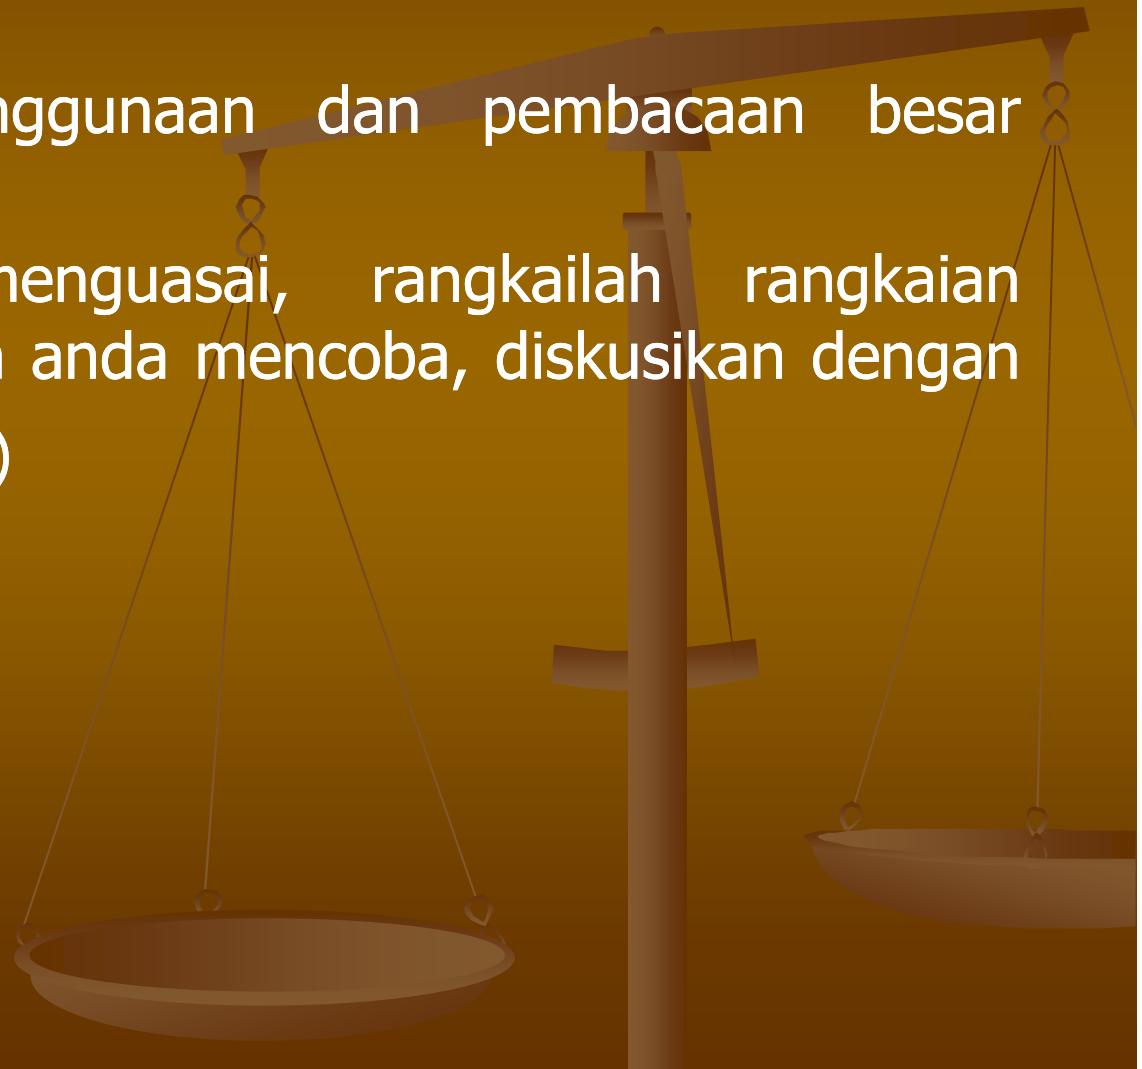 nggunaan dan pembacaan besar
menguasai, rangkailah rangkaian
anda mencoba, diskusikan dengan
)